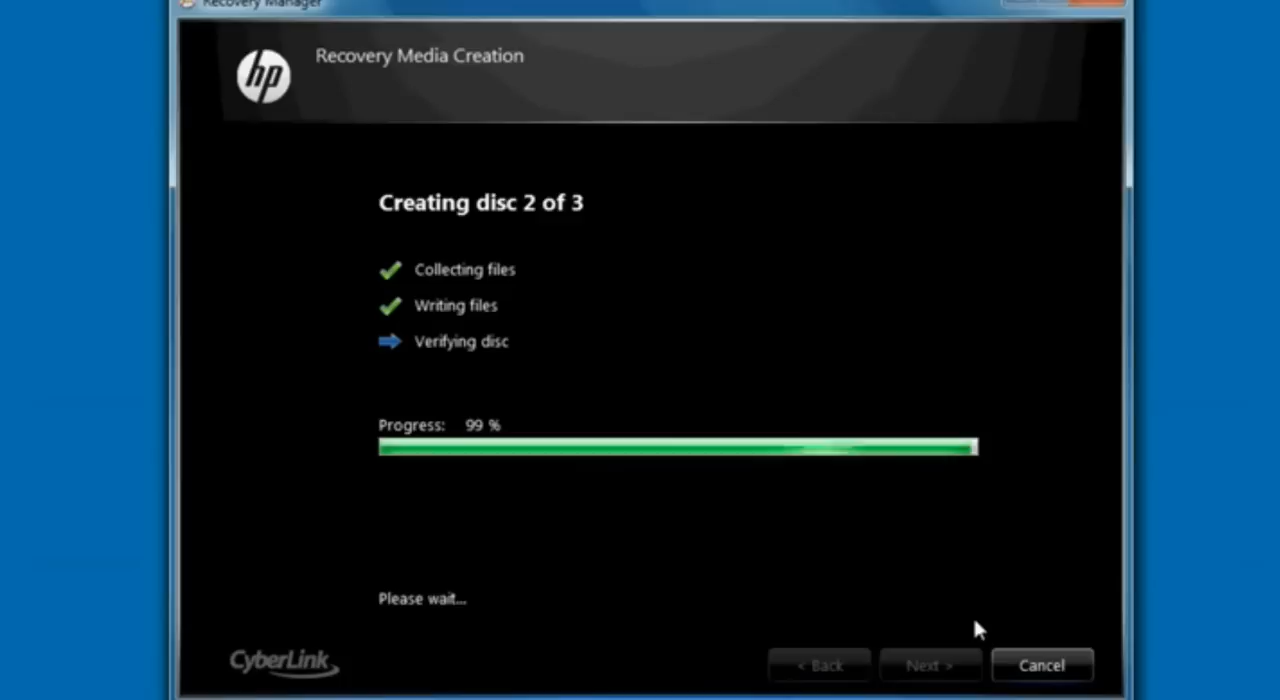 Recovery Manager
hp
Recovery Media Creation
Creating disc 2 of 3
Collecting files
Writing files
Verifying disc
Progress: 99 %
Please wait...
CyberLink
< Back Next > Cancel